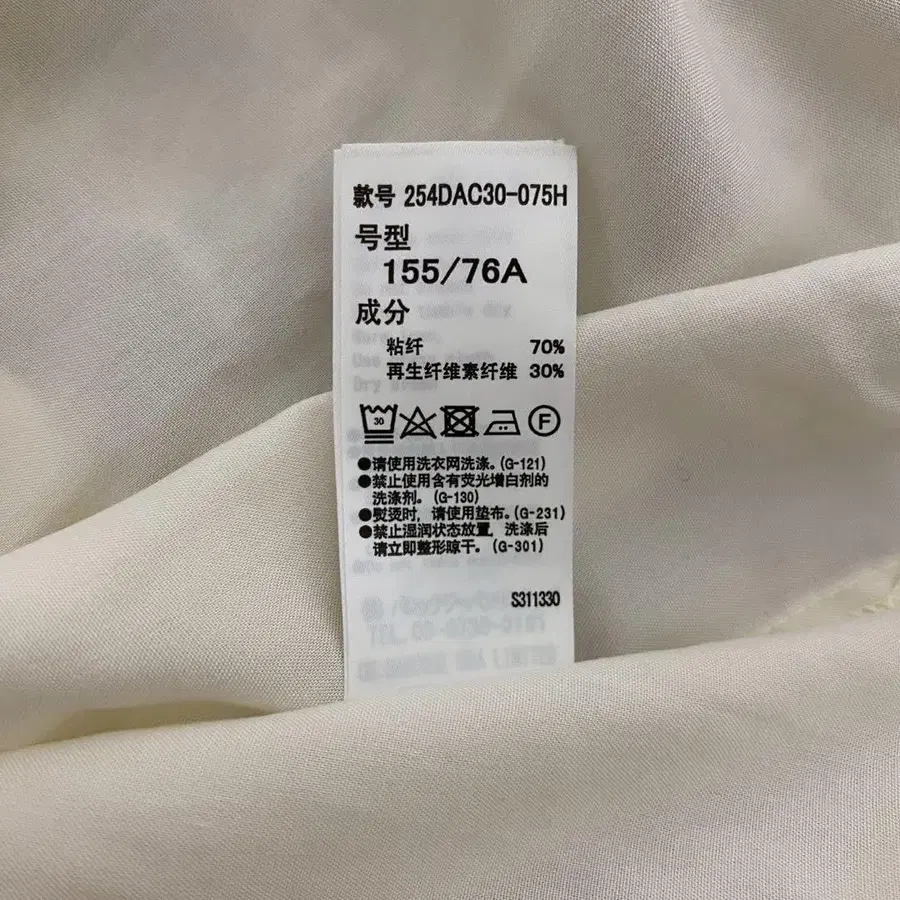 款号 254DAC30-075H
号型
155/76A
成分
粘纤 70%
再生纤维素纤维 30%
30
F
●请使用洗衣网洗涤。(G-121)
●禁止使用含有荧光增白剂的
洗涤剂。(G-130)
●熨烫时,请使用垫布。(G-231)
●禁止湿润状态放置,洗涤后
请立即整形晾干。(G-301)
S311330